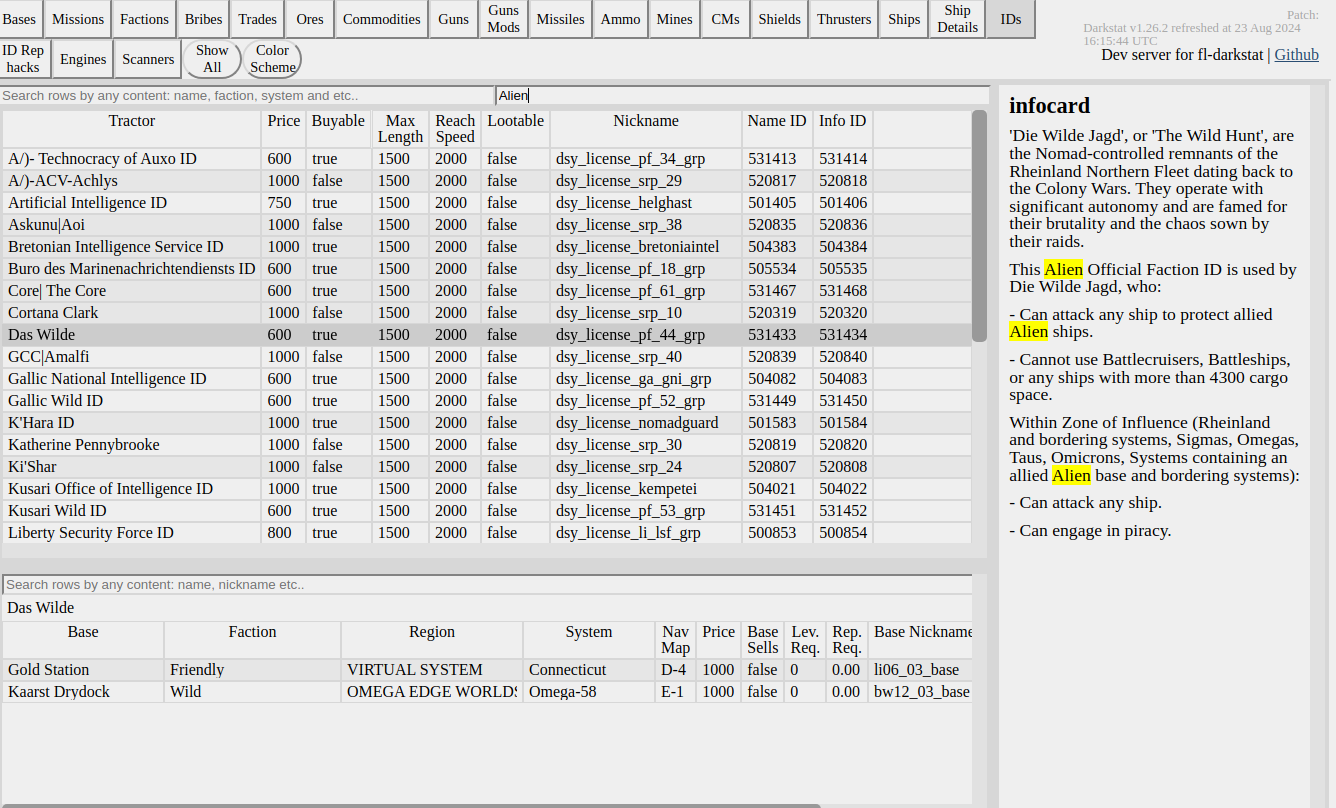 Bases Missions Factions Bribes Trades Ores Commodities Guns Guns Mods Missiles Ammo Mines CMs Shields Thrusters Ships Ship Details IDs
Patch:
Darkstat v1.26.2 refreshed at 23 Aug 2024
16:15:44 UTC
Dev server for fl-darkstat | Github
ID Rep hacks Engines Scanners Show All Color Scheme
Search rows by any content: name, faction, system and etc.. Alien
Tractor Price Buyable Max Length Reach Speed Lootable Nickname Name ID Info ID
A/)- Technocracy of Auxo ID 600 true 1500 2000 false dsy_license_pf_34_grp 531413 531414
A/)-ACV-Achlys 1000 false 1500 2000 false dsy_license_srp_29 520817 520818
Artificial Intelligence ID 750 true 1500 2000 false dsy_license_helghast 501405 501406
Askunu|Aoi 1000 false 1500 2000 false dsy_license_srp_38 520835 520836
Bretonian Intelligence Service ID 1000 true 1500 2000 false dsy_license_bretoniaintel 504383 504384
Buro des Marinenachrichtendiensts ID 600 true 1500 2000 false dsy_license_pf_18_grp 505534 505535
Core| The Core 600 true 1500 2000 false dsy_license_pf_61_grp 531467 531468
Cortana Clark 1000 false 1500 2000 false dsy_license_srp_10 520319 520320
Das Wilde 600 true 1500 2000 false dsy_license_pf_44_grp 531433 531434
GCC|Amalfi 1000 false 1500 2000 false dsy_license_srp_40 520839 520840
Gallic National Intelligence ID 600 true 1500 2000 false dsy_license_ga_gni_grp 504082 504083
Gallic Wild ID 600 true 1500 2000 false dsy_license_pf_52_grp 531449 531450
K'Hara ID 1000 true 1500 2000 false dsy_license_nomadguard 501583 501584
Katherine Pennybrooke 1000 false 1500 2000 false dsy_license_srp_30 520819 520820
Ki'Shar 1000 false 1500 2000 false dsy_license_srp_24 520807 520808
Kusari Office of Intelligence ID 1000 true 1500 2000 false dsy_license_kempetei 504021 504022
Kusari Wild ID 600 true 1500 2000 false dsy_license_pf_53_grp 531451 531452
Liberty Security Force ID 800 true 1500 2000 false dsy_license_li_lsf_grp 500853 500854
Search rows by any content: name, nickname etc..
Das Wilde
Base Faction Region System Nav Map Price Base Sells Lev. Req. Rep. Req. Base Nickname
Gold Station Friendly VIRTUAL SYSTEM Connecticut D-4 1000 false 0 0.00 li06_03_base
Kaarst Drydock Wild OMEGA EDGE WORLDS Omega-58 E-1 1000 false 0 0.00 bw12_03_base
infocard
'Die Wilde Jagd', or 'The Wild Hunt', are
the Nomad-controlled remnants of the
Rheinland Northern Fleet dating back to
the Colony Wars. They operate with
significant autonomy and are famed for
their brutality and the chaos sown by
their raids.
This Alien Official Faction ID is used by
Die Wilde Jagd, who:
- Can attack any ship to protect allied
Alien ships.
- Cannot use Battlecruisers, Battleships,
or any ships with more than 4300 cargo
space.
Within Zone of Influence (Rheinland
and bordering systems, Sigmas, Omegas,
Taus, Omicrons, Systems containing an
allied Alien base and bordering systems):
- Can attack any ship.
- Can engage in piracy.